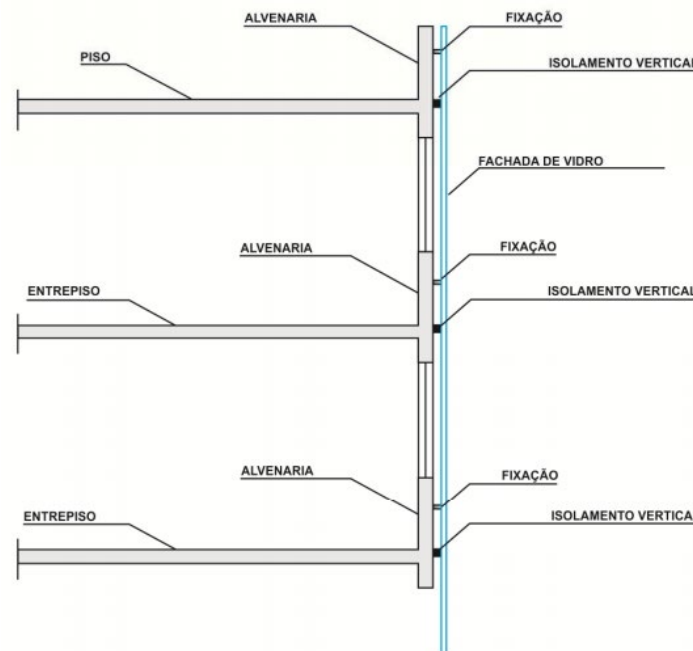 ALVENARIA
FIXAÇÃO
PISO
ISOLAMENTO VERTICAL
FACHADA DE VIDRO
ALVENARIA
FIXAÇÃO
ENTREPISO
ISOLAMENTO VERTICAL
ALVENARIA
FIXAÇÃO
ENTREPISO
ISOLAMENTO VERTICA